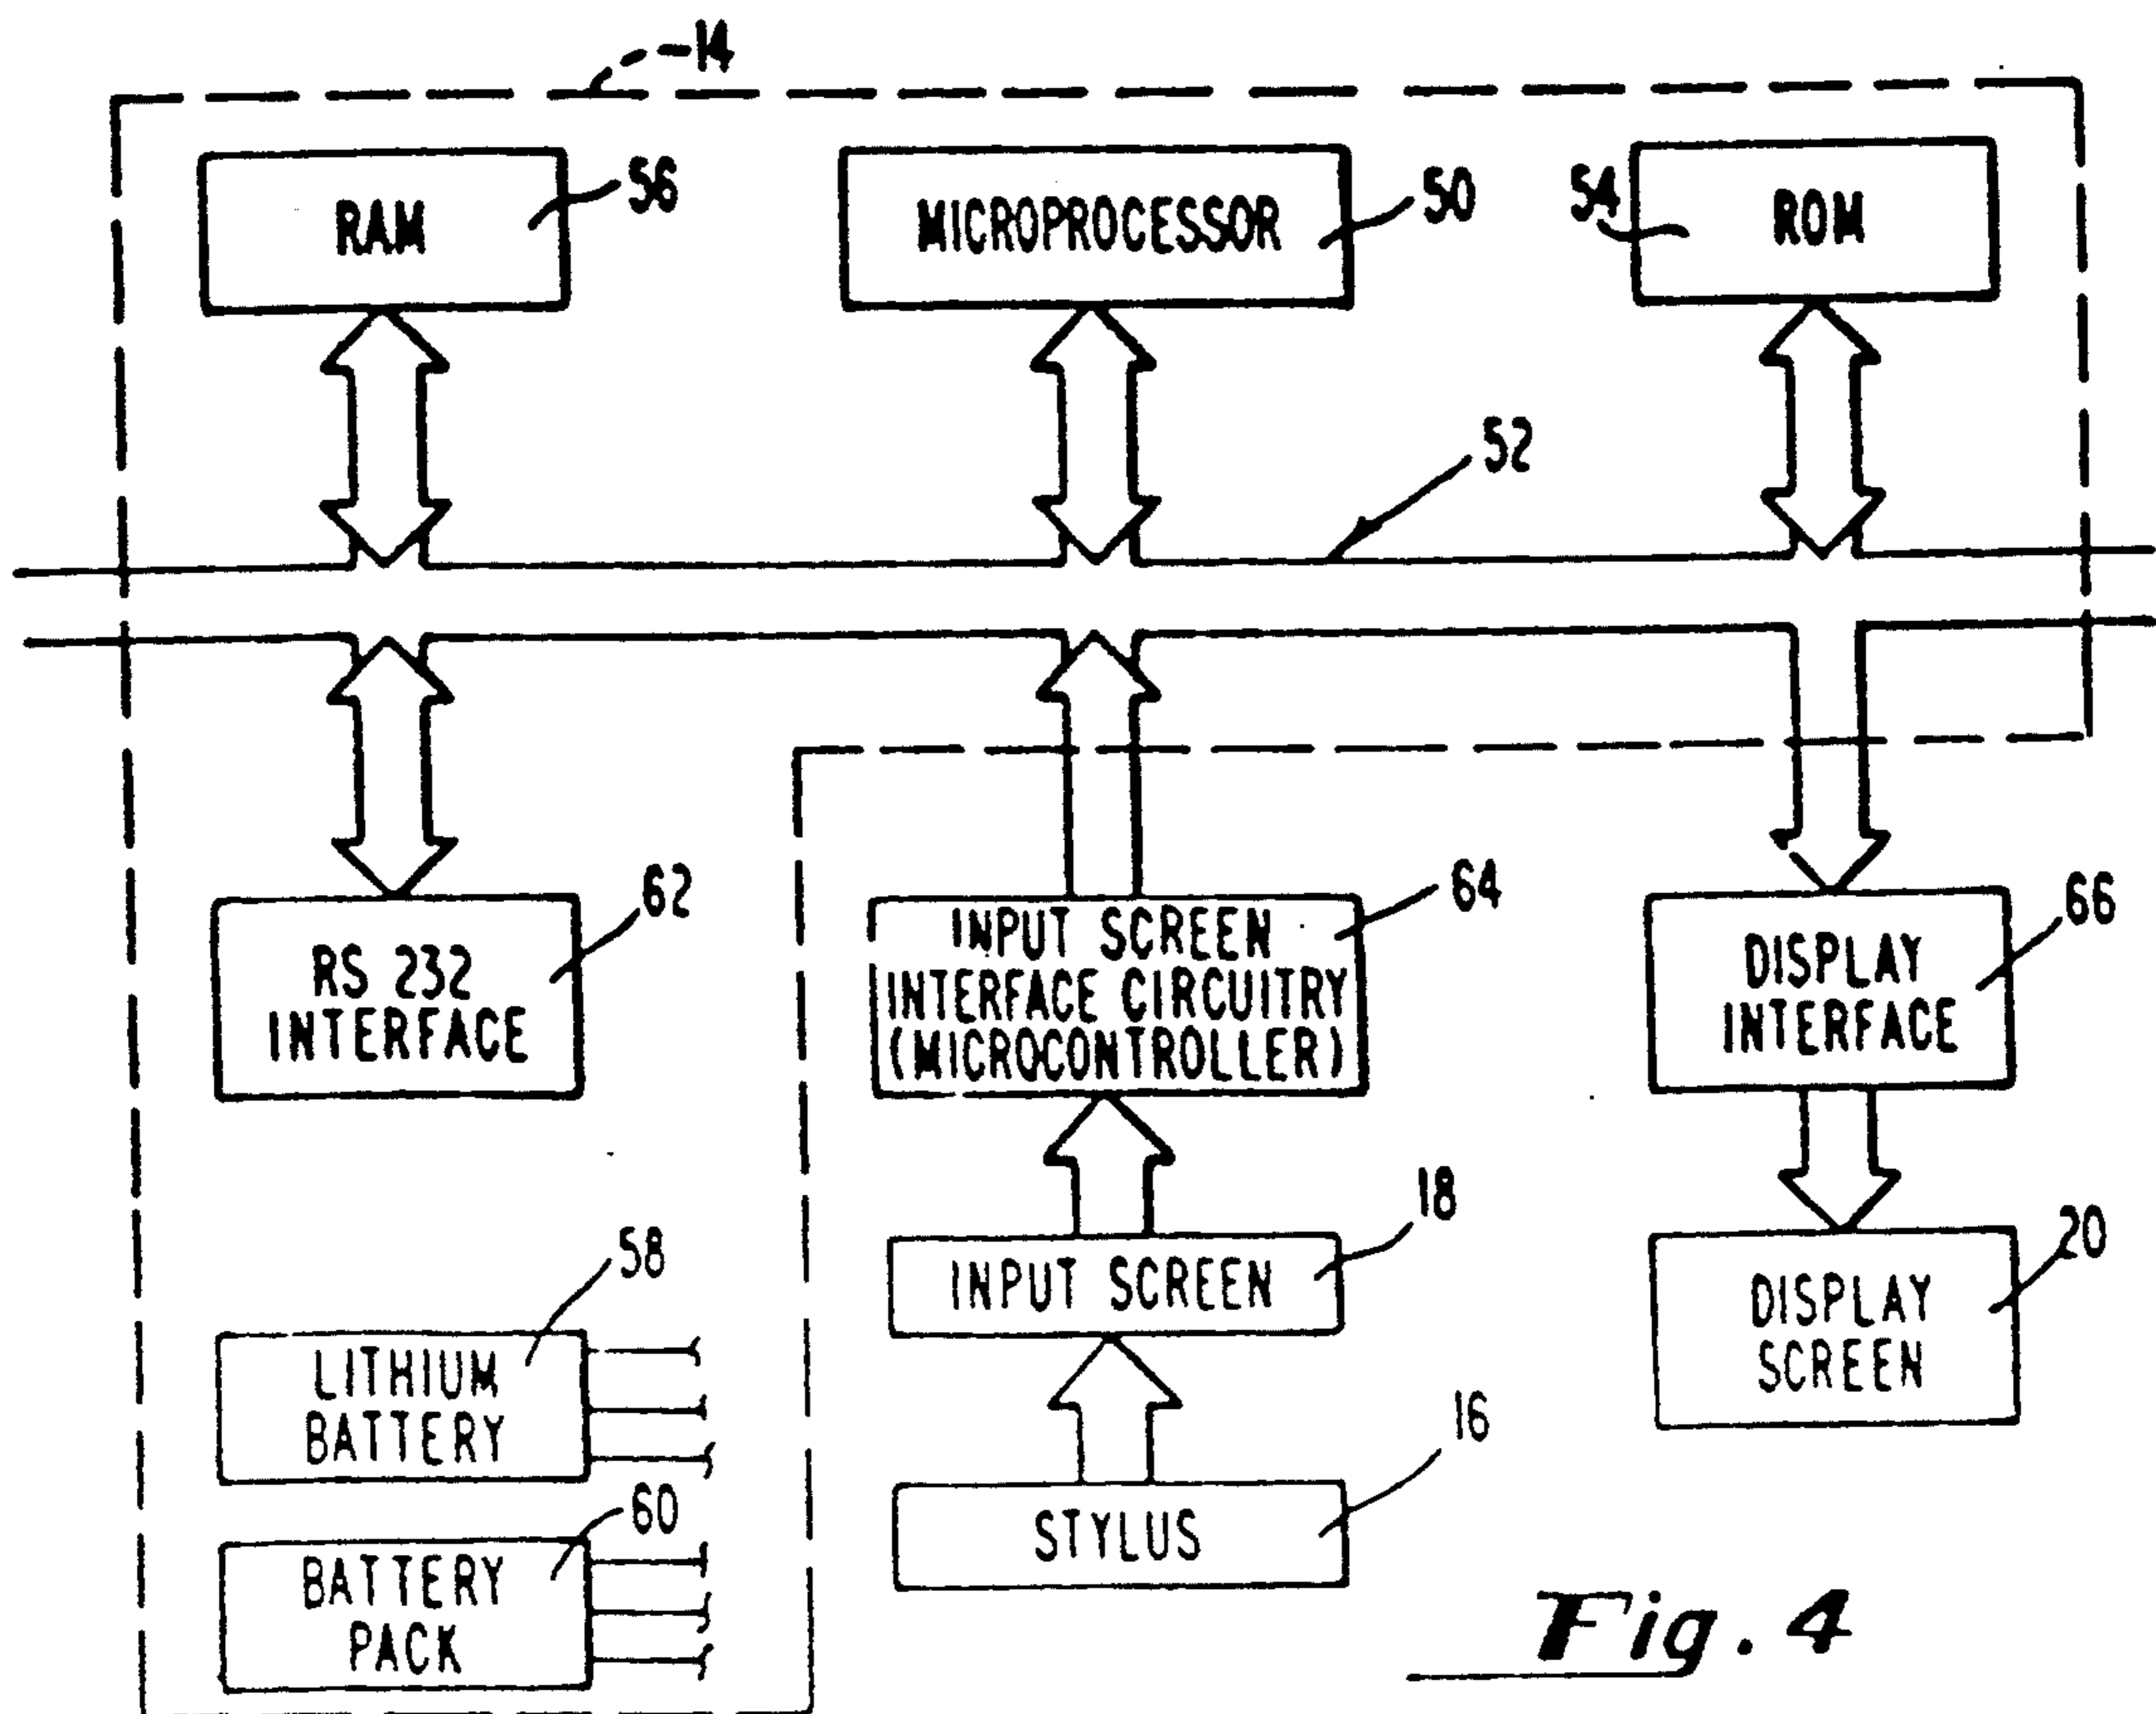 14
RAM
56
MICROPROCESSOR
50
54
ROM
52
RS 232
INTERFACE
62
INPUT SCREEN
INTERFACE CIRCUITRY
(MICROCONTROLLER)
64
DISPLAY
INTERFACE
66
INPUT SCREEN
18
DISPLAY
SCREEN
20
LITHIUM
BATTERY
58
STYLUS
16
BATTERY
PACK
60
Fig. 4